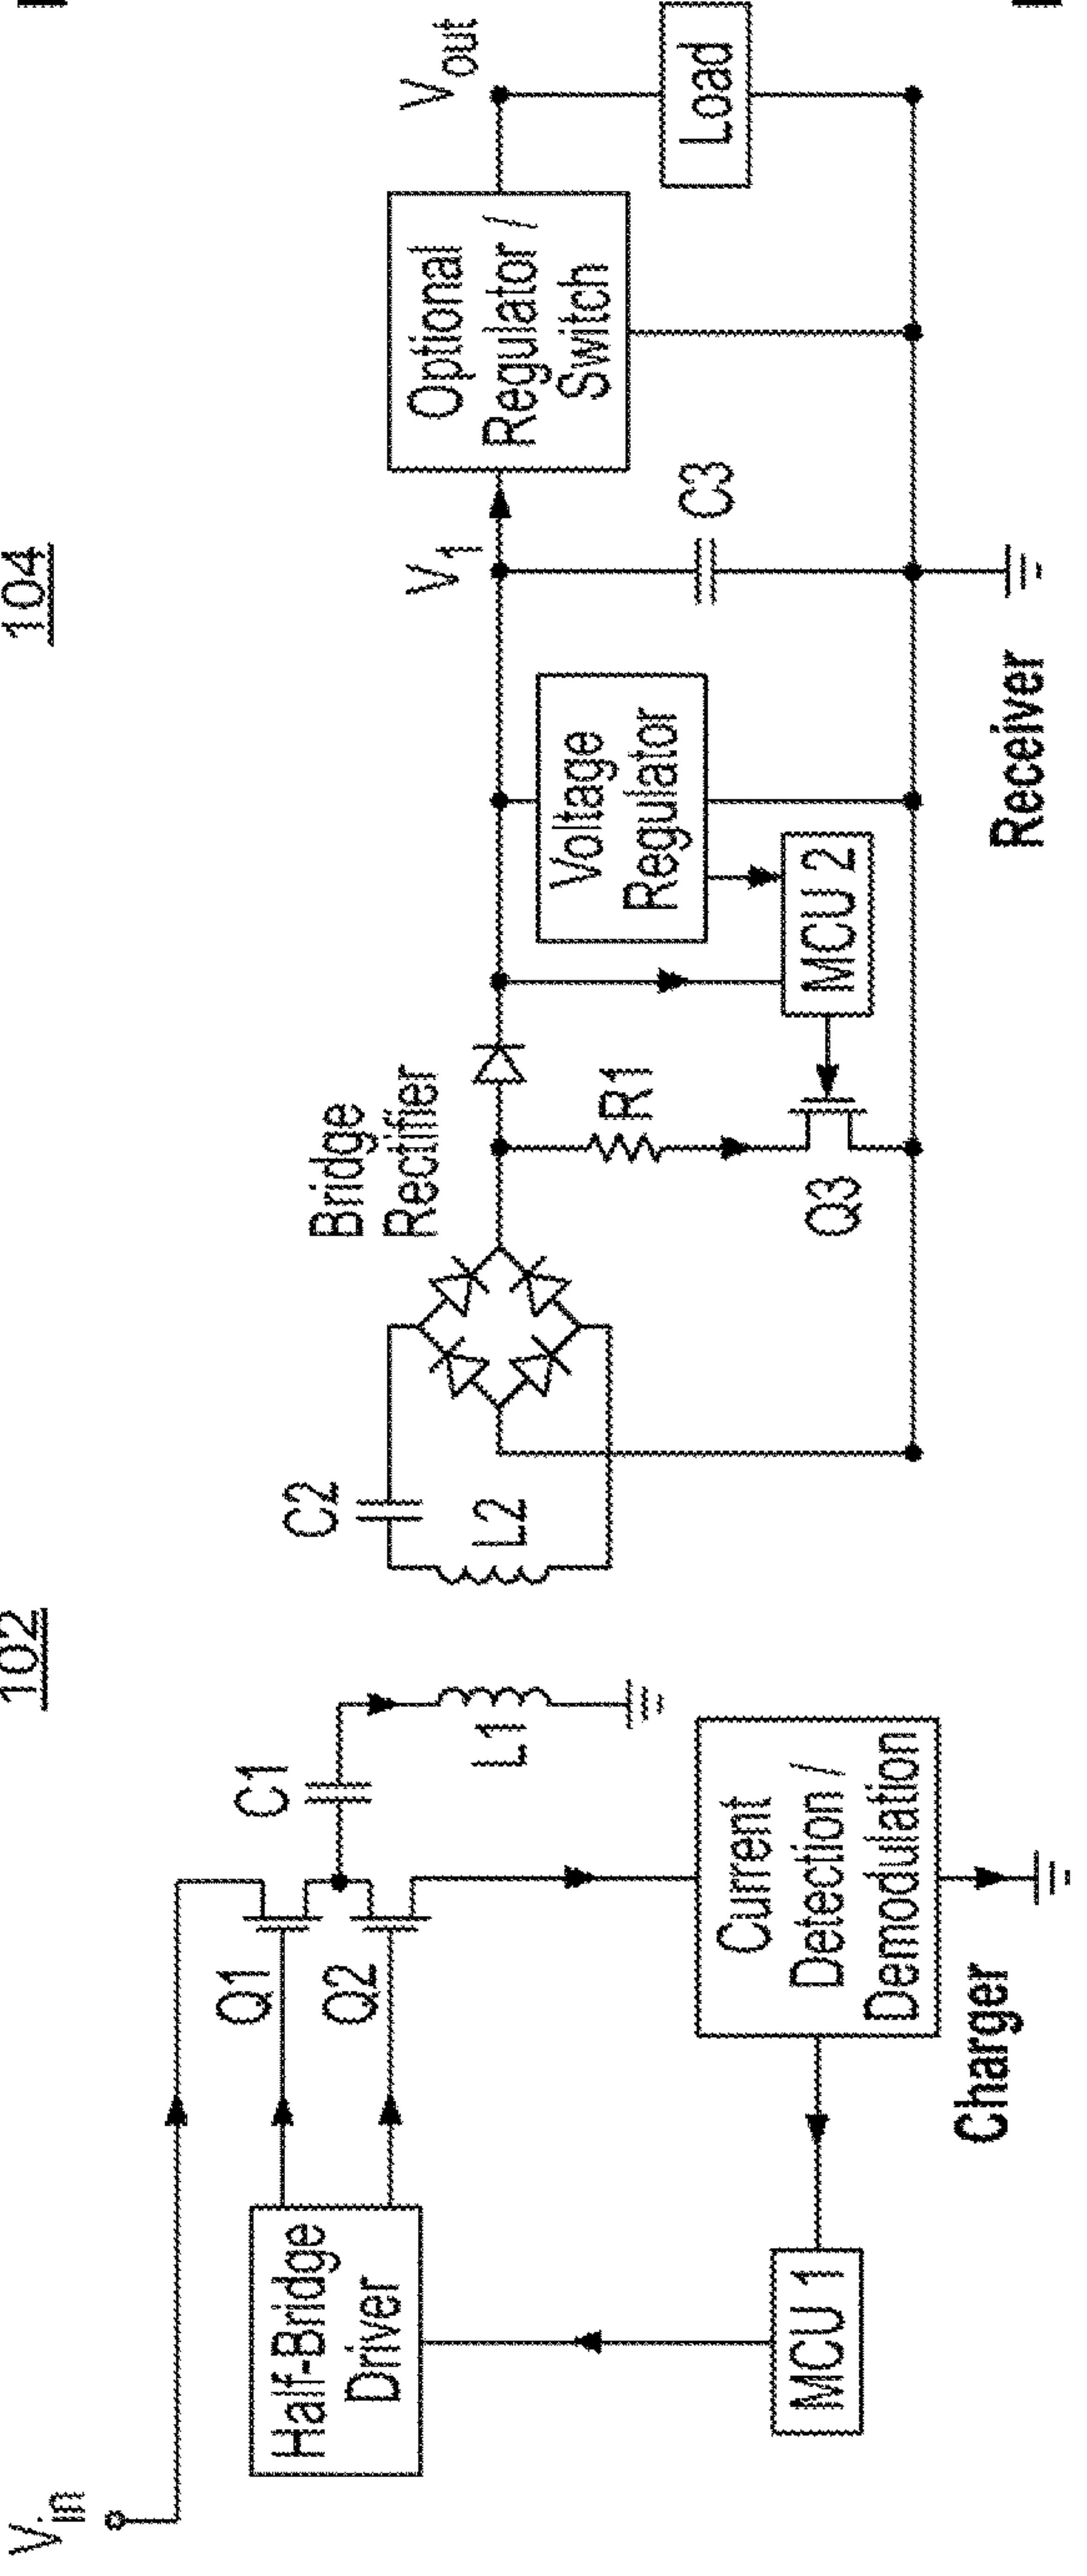 102
104
V_in
Half-Bridge
Driver
Q1
Q2
C1
L1
MCU 1
Current
Detection /
Demodulation
Charger
C2
L2
Bridge
Rectifier
R1
Q3
MCU 2
Voltage
Regulator
V_1
C3
Optional
Regulator /
Switch
V_out
Load
Receiver